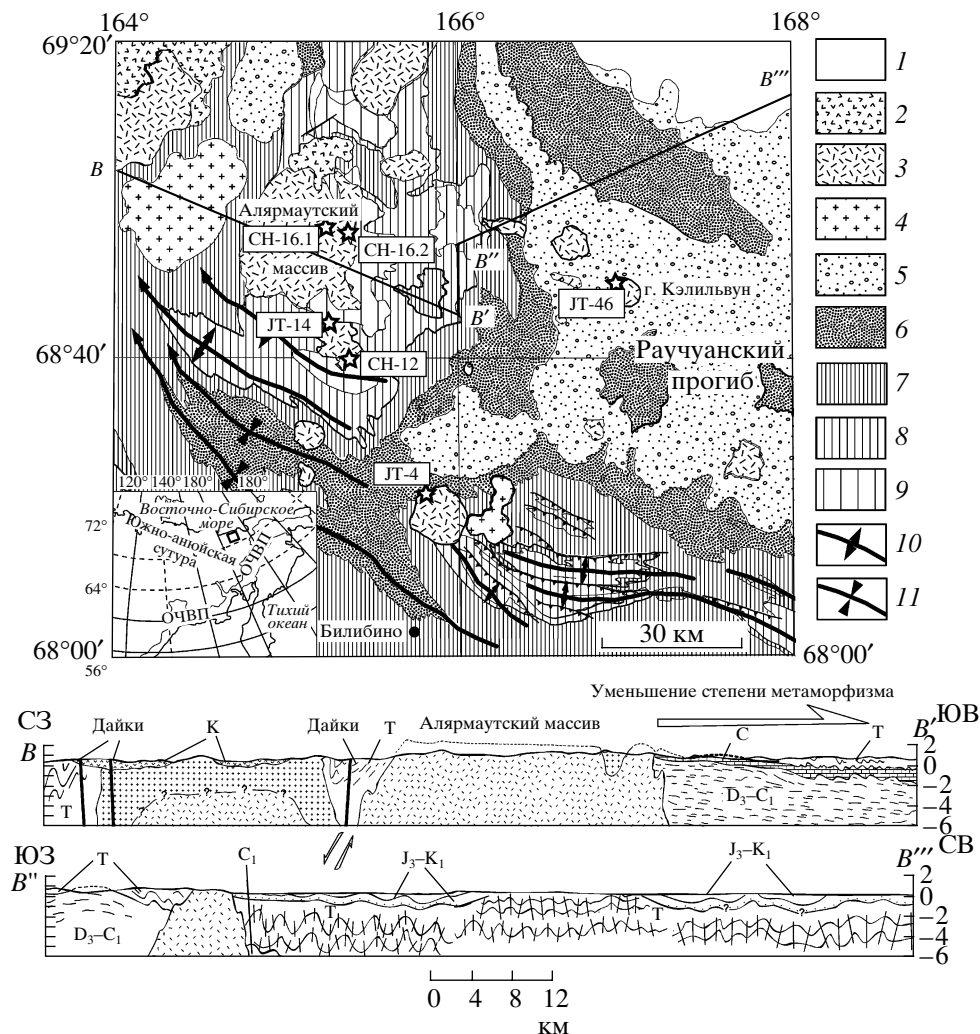 164°
166°
168°
69°20′
68°40′
68°00′
68°00′
B
B′
B″
B‴
Алярмаутский
массив
CH-16.1
CH-16.2
JT-14
CH-12
JT-46
г. Кэлильвун
Раучуанский
прогиб
JT-4
Билибино
30 км
120° 140° 180° 180°
72°
64°
56°
Восточно-Сибирское
море
Южно-анюйская
сутура
ОЧВП
ОЧВП
Тихий
океан
1
2
3
4
5
6
7
8
9
10
11
Уменьшение степени метаморфизма
СЗ
Дайки
K
Дайки
T
Алярмаутский массив
C
T
ЮВ
B
B′
2
0
–2
–4
–6
T
? ? ? ?
D₃–C₁
ЮЗ
T
C₁
J₃–K₁
J₃–K₁
СВ
B″
B‴
2
0
–2
–4
–6
D₃–C₁
T
T
? ?
0 4 8 12
км